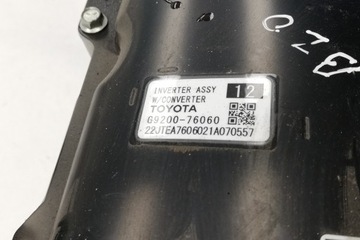 INVERTER ASSY 12
W/CONVERTER
TOYOTA
G9200-76060
22JTEA7606021A070557